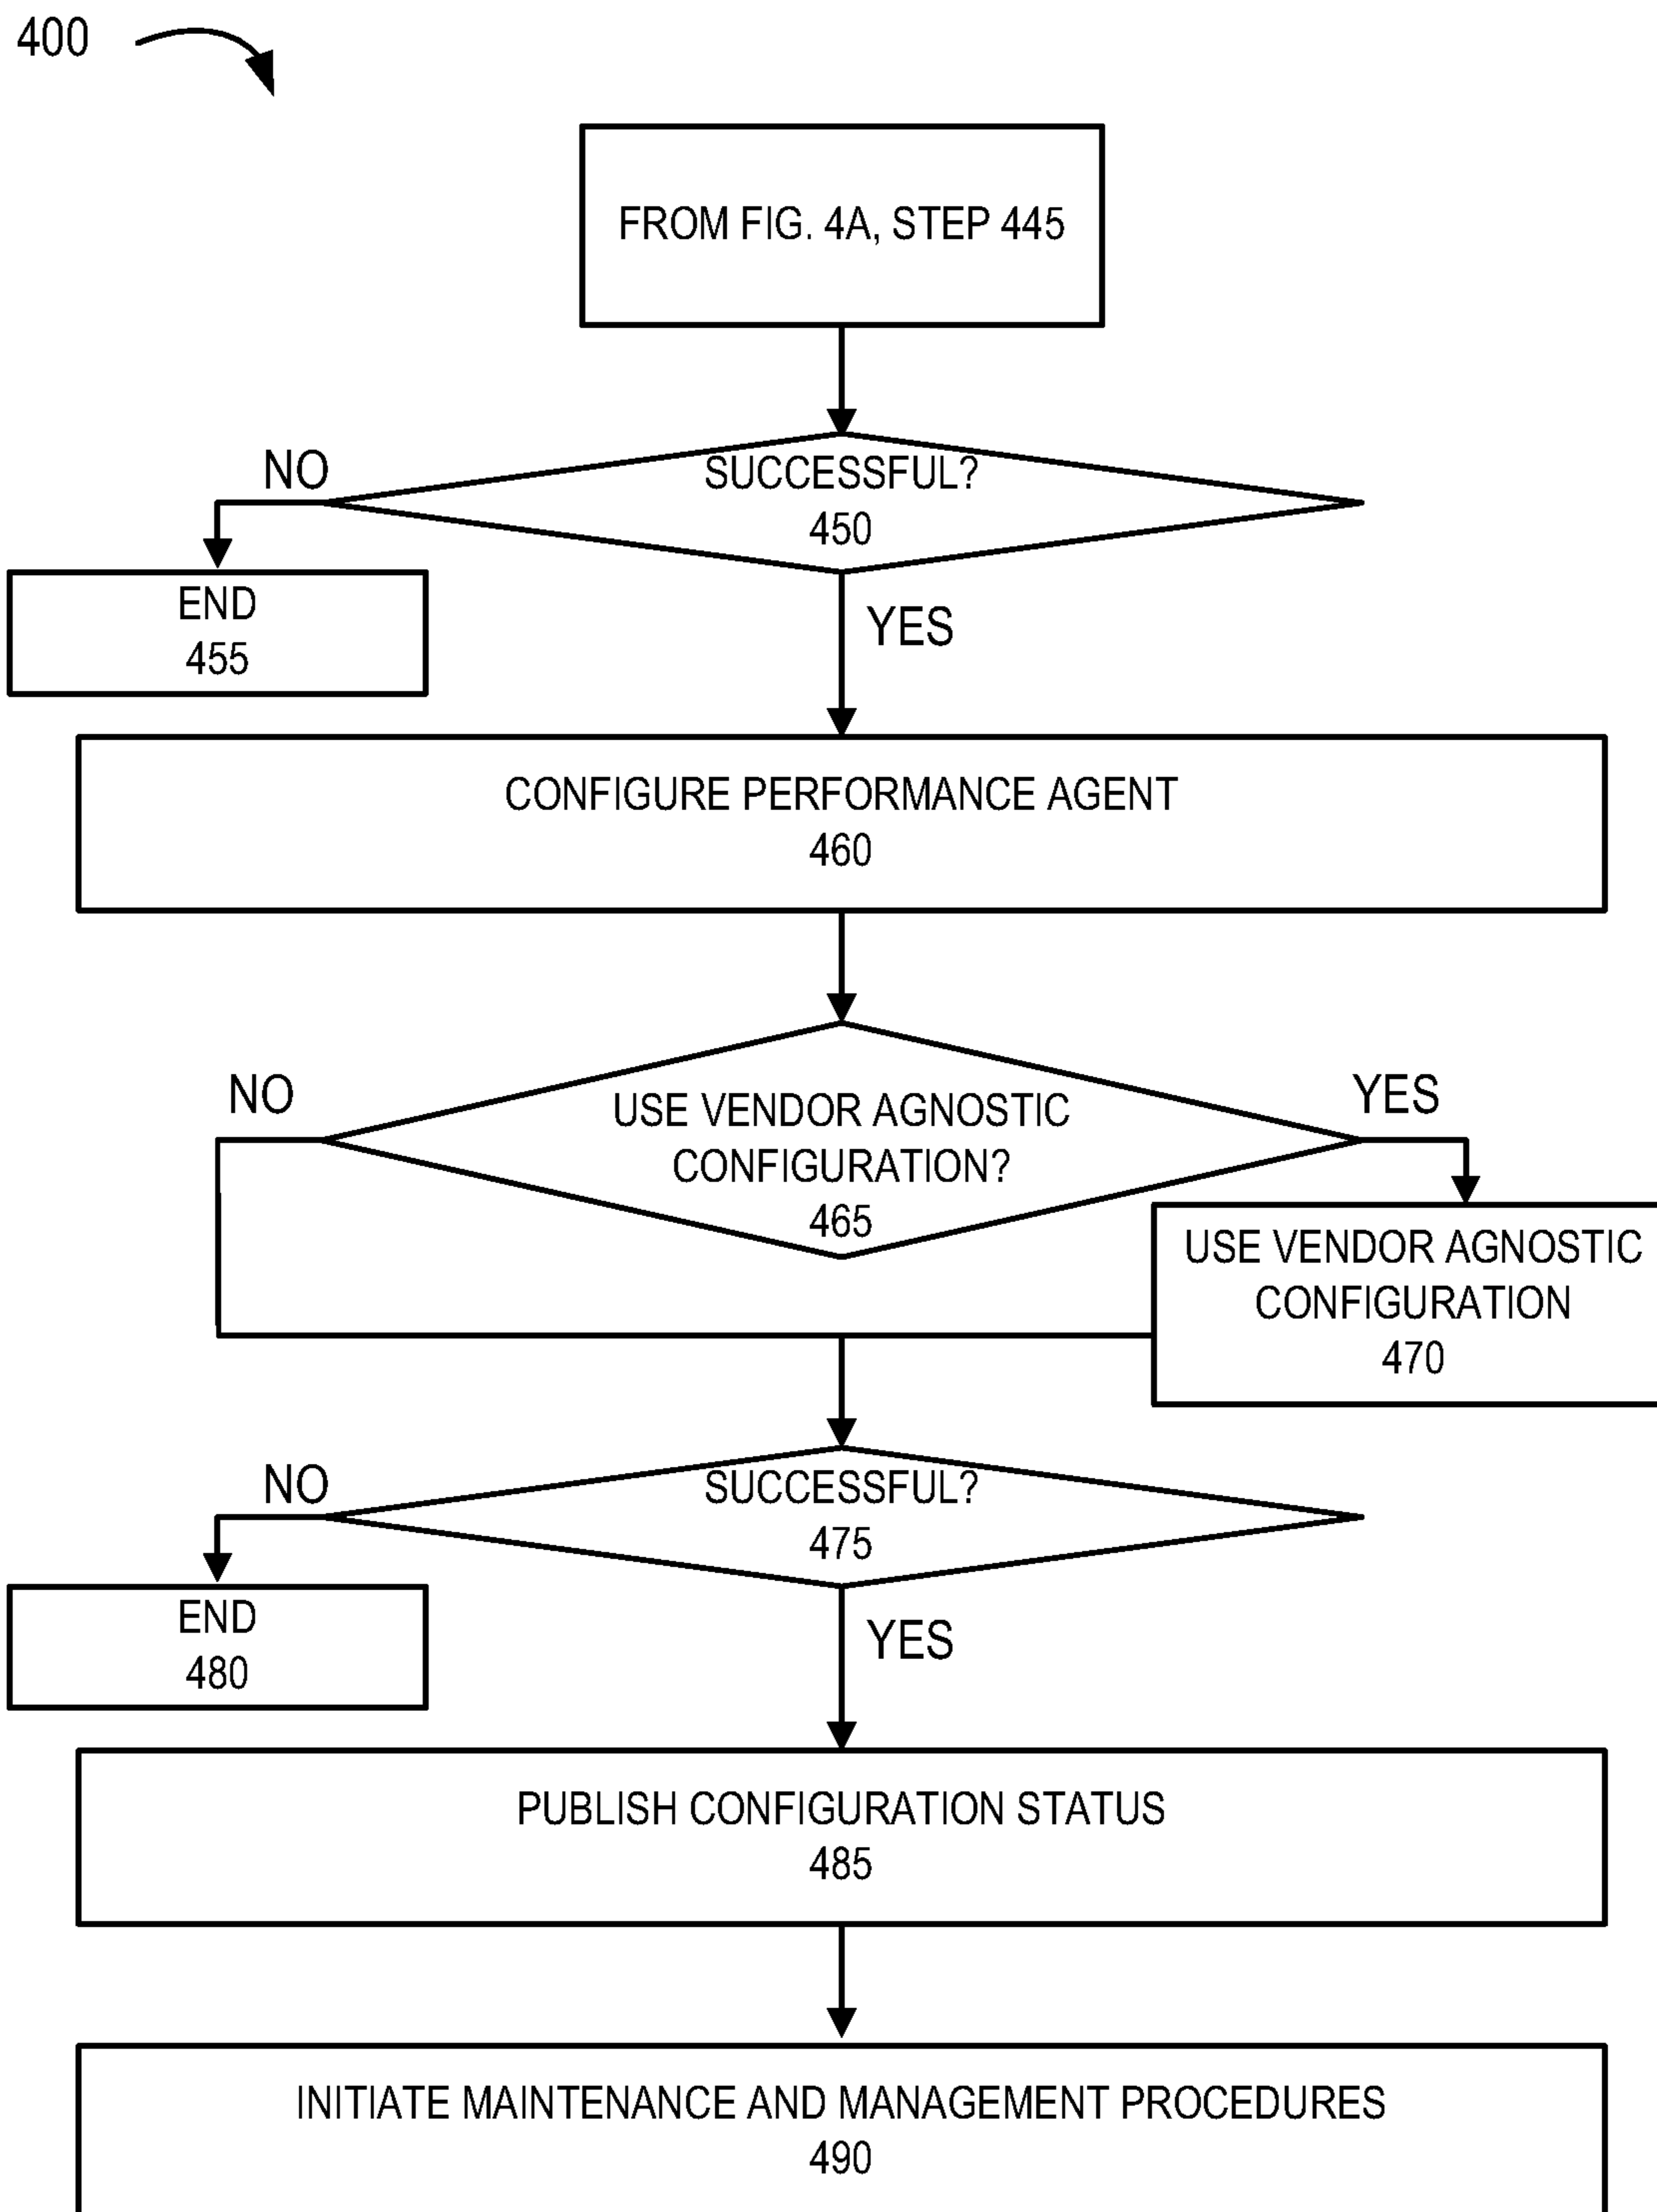 400
FROM FIG. 4A, STEP 445
SUCCESSFUL?
450
NO
YES
END
455
CONFIGURE PERFORMANCE AGENT
460
USE VENDOR AGNOSTIC
CONFIGURATION?
465
NO
YES
USE VENDOR AGNOSTIC
CONFIGURATION
470
SUCCESSFUL?
475
NO
YES
END
480
PUBLISH CONFIGURATION STATUS
485
INITIATE MAINTENANCE AND MANAGEMENT PROCEDURES
490